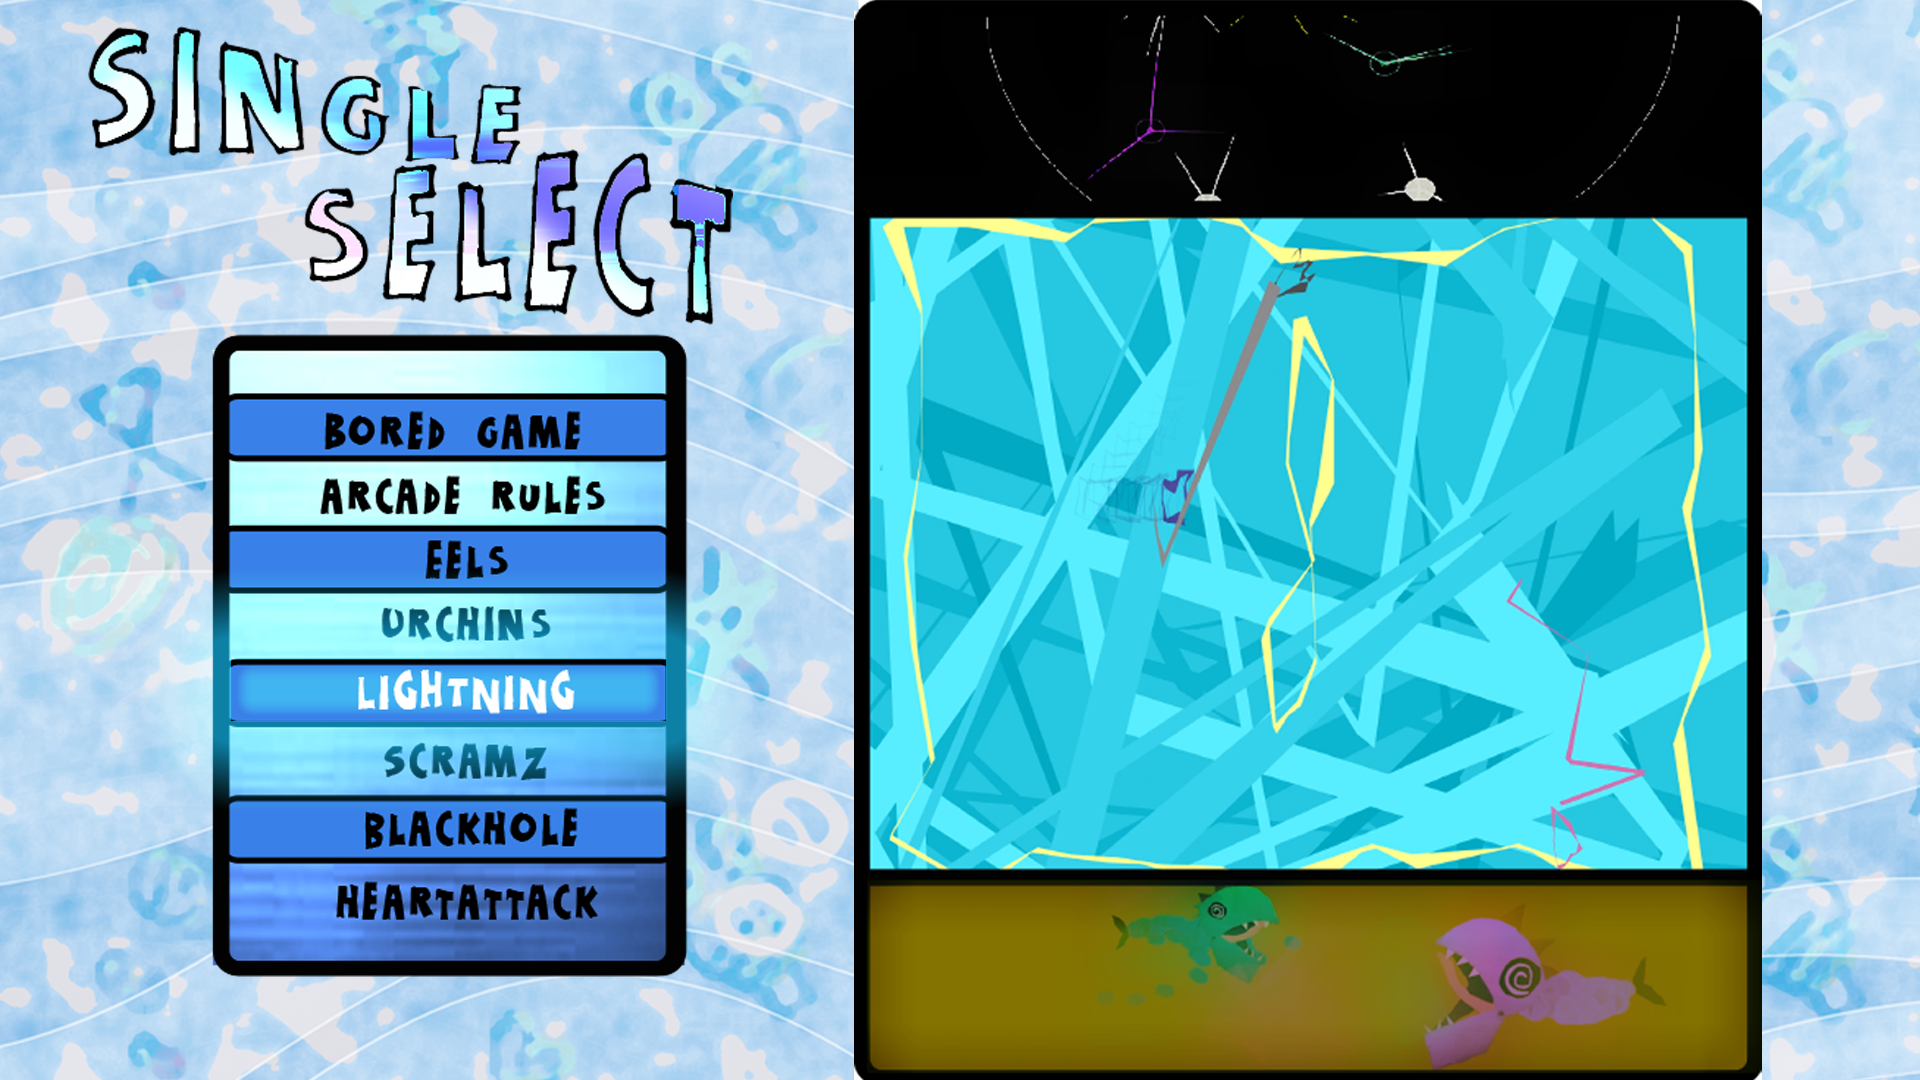 SINGLE
SELECT
BORED GAME
ARCADE RULES
EELS
URCHINS
LIGHTNING
SCRAMZ
BLACKHOLE
HEARTATTACK